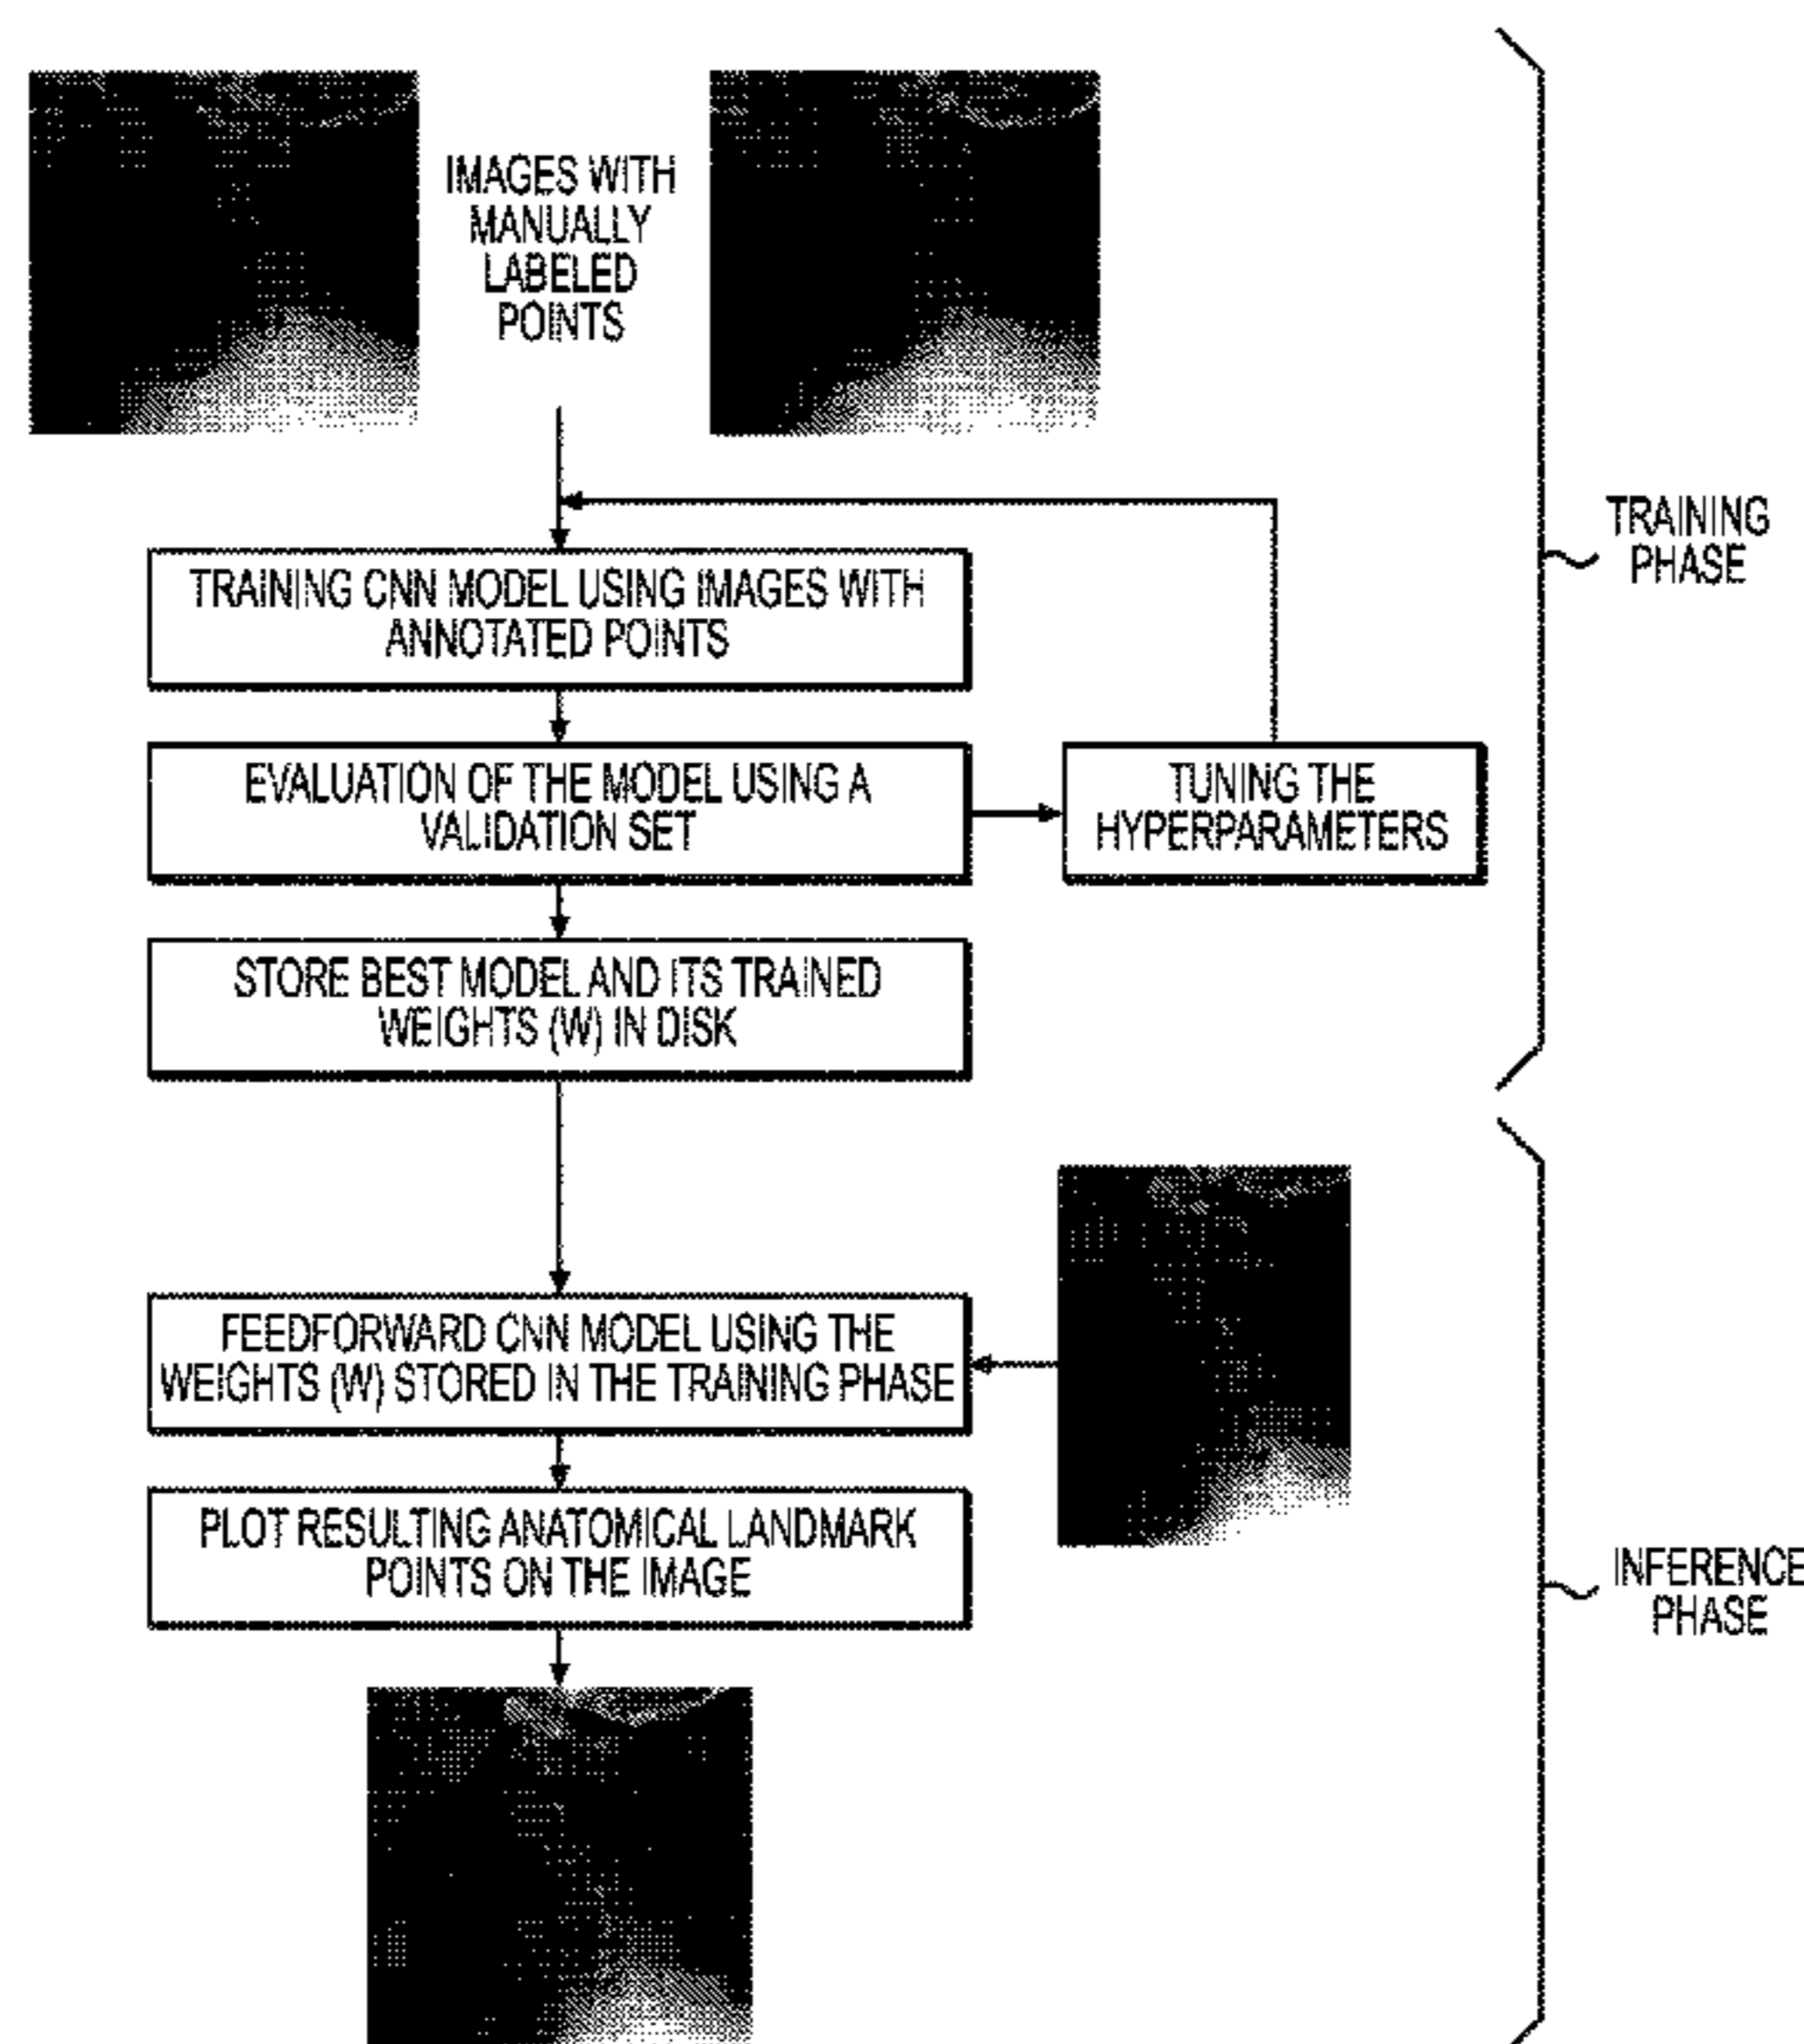 IMAGES WITH
MANUALLY
LABELED
POINTS
TRAINING
PHASE
TRAINING CNN MODEL USING IMAGES WITH
ANNOTATED POINTS
EVALUATION OF THE MODEL USING A
VALIDATION SET
TUNING THE
HYPERPARAMETERS
STORE BEST MODEL AND ITS TRAINED
WEIGHTS (W) IN DISK
FEEDFORWARD CNN MODEL USING THE
WEIGHTS (W) STORED IN THE TRAINING PHASE
PLOT RESULTING ANATOMICAL LANDMARK
POINTS ON THE IMAGE
INFERENCE
PHASE